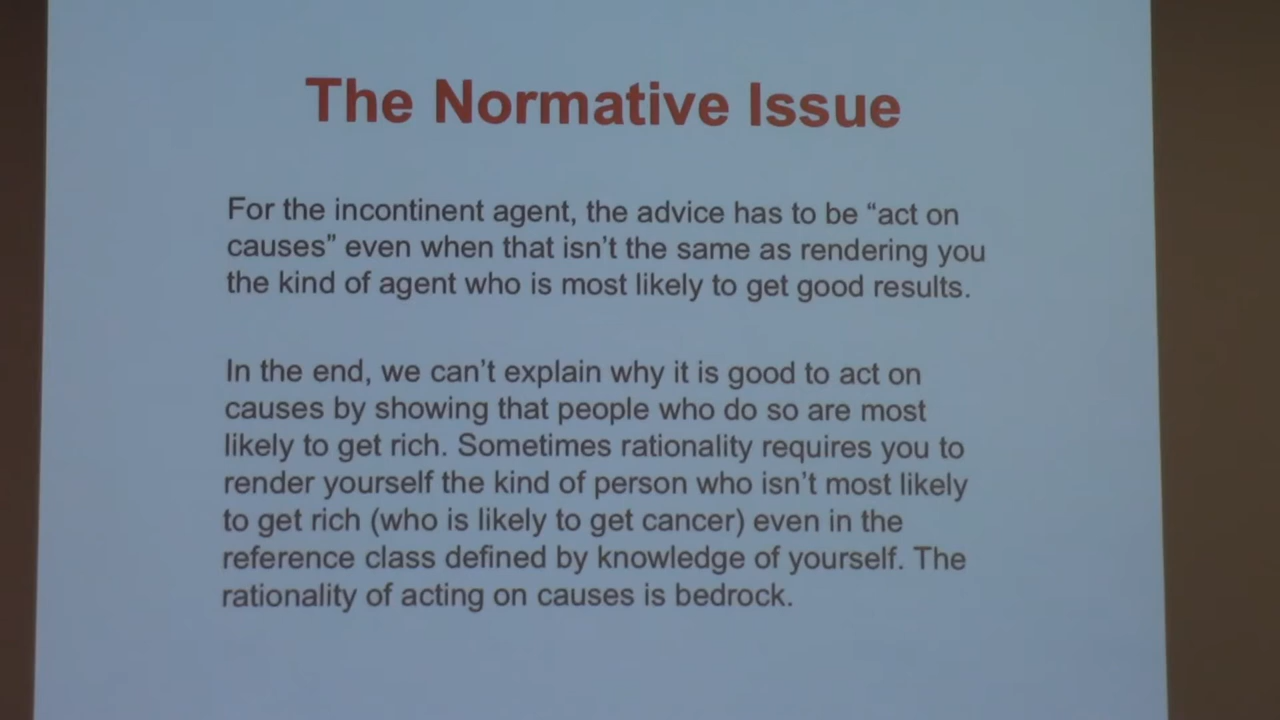 The Normative Issue
For the incontinent agent, the advice has to be “act on
causes” even when that isn’t the same as rendering you
the kind of agent who is most likely to get good results.
In the end, we can’t explain why it is good to act on
causes by showing that people who do so are most
likely to get rich. Sometimes rationality requires you to
render yourself the kind of person who isn’t most likely
to get rich (who is likely to get cancer) even in the
reference class defined by knowledge of yourself. The
rationality of acting on causes is bedrock.